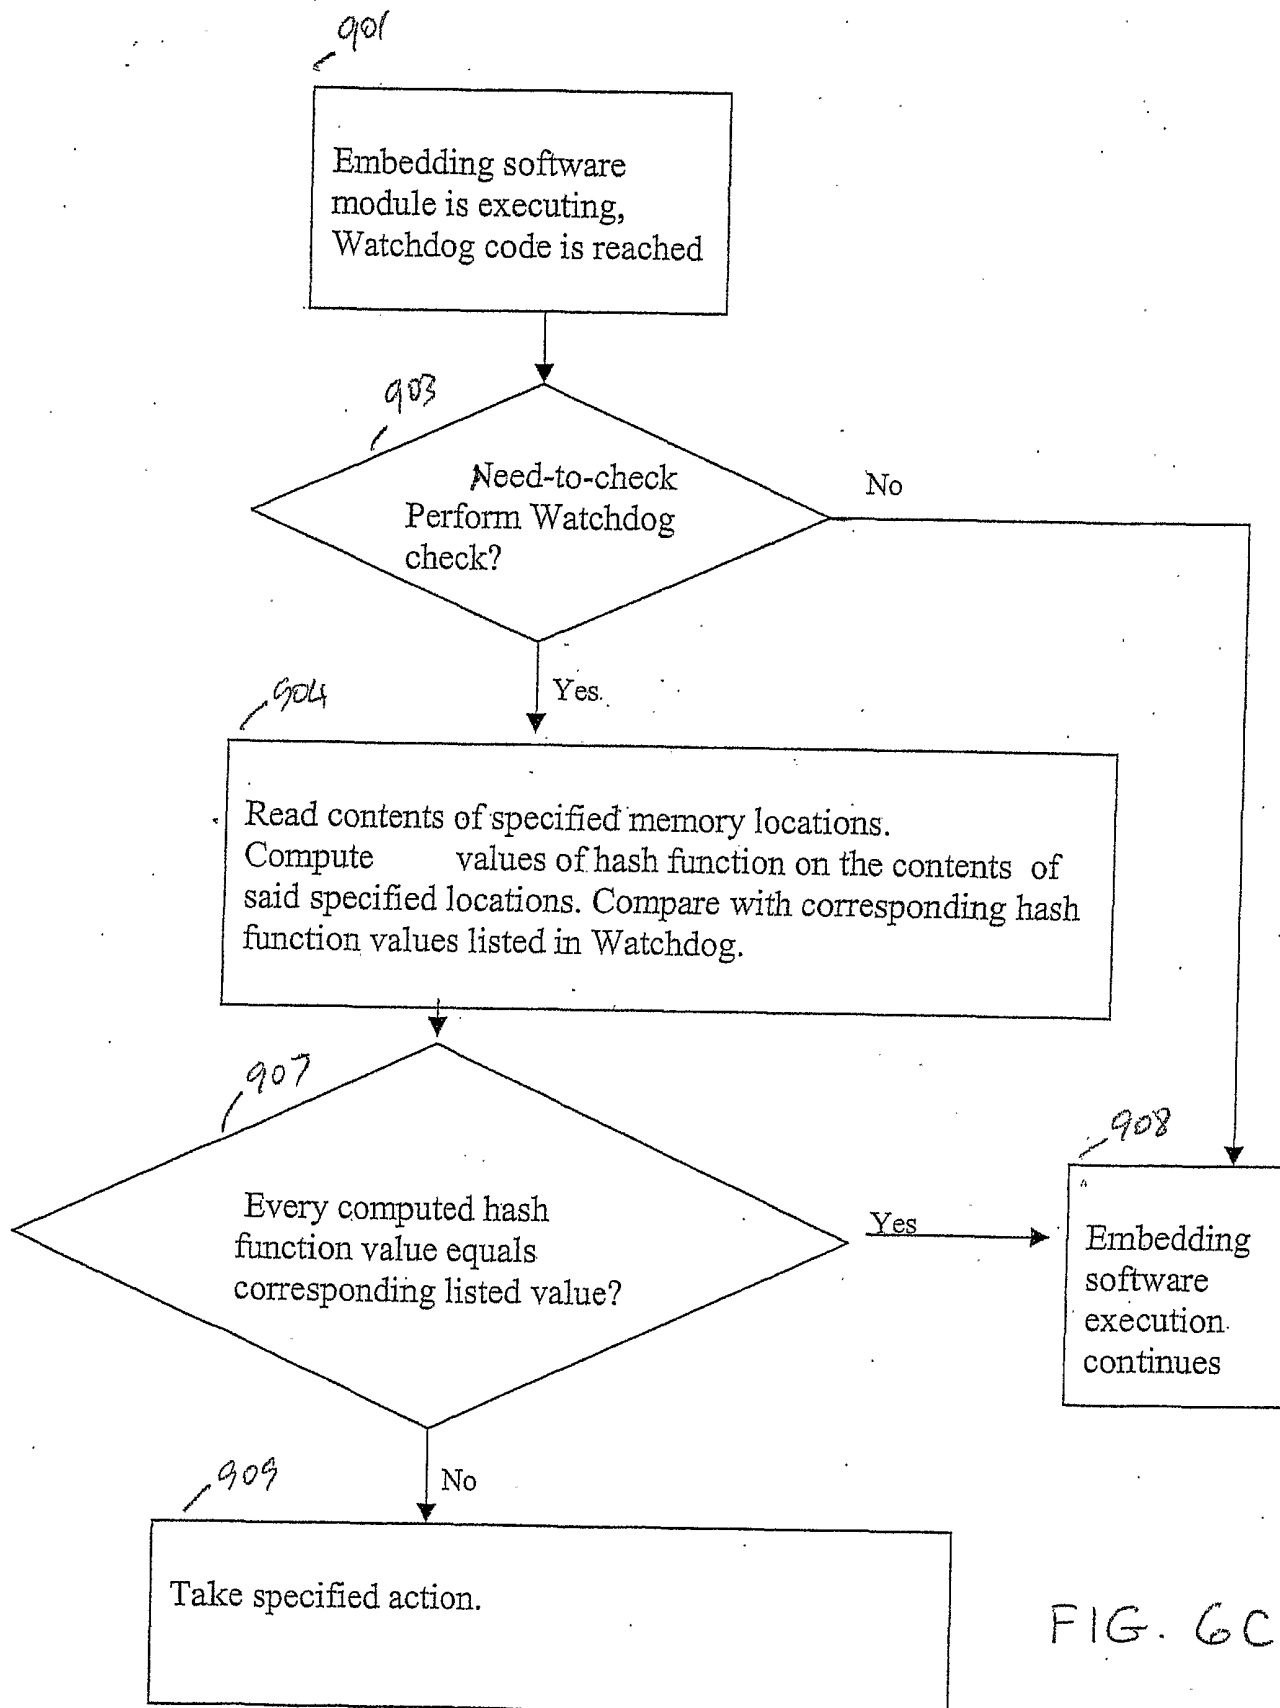 901
Embedding software
module is executing,
Watchdog code is reached
903
Need-to-check
Perform Watchdog
check?
No
Yes
904
Read contents of specified memory locations.
Compute values of hash function on the contents of
said specified locations. Compare with corresponding hash
function values listed in Watchdog.
907
Every computed hash
function value equals
corresponding listed value?
Yes
908
Embedding
software
execution
continues
No
909
Take specified action.
FIG. 6C